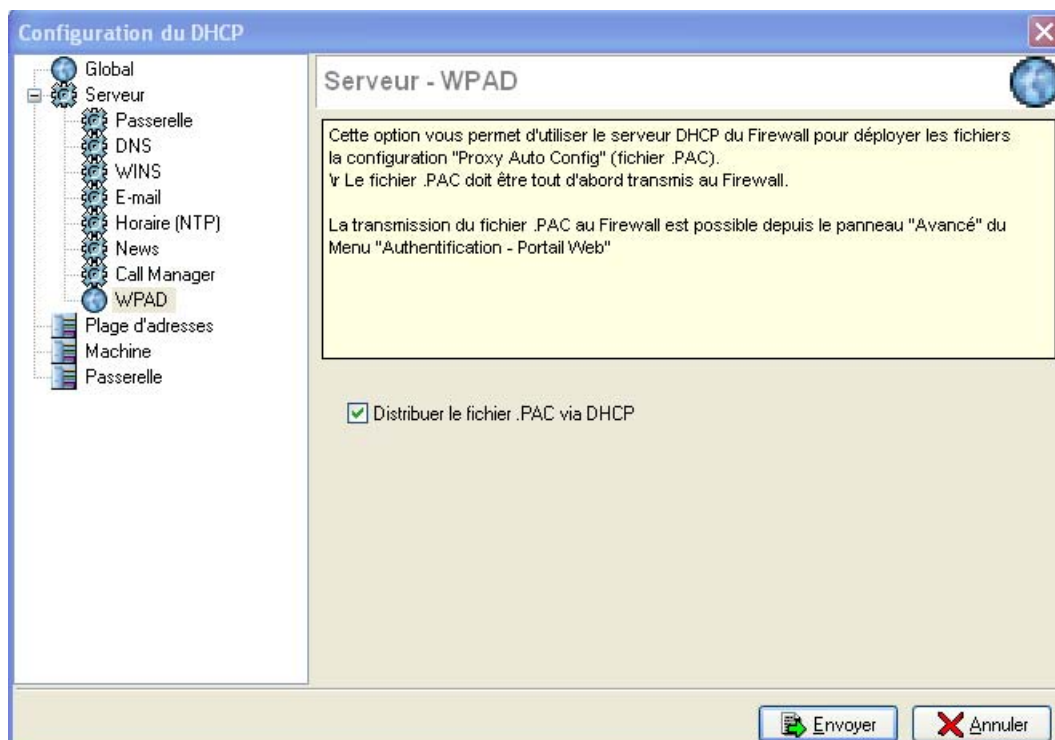 Configuration du DHCP
Global
Serveur
Passerelle
DNS
WINS
E-mail
Horaire (NTP)
News
Call Manager
WPAD
Plage d'adresses
Machine
Passerelle
Serveur - WPAD
Cette option vous permet d'utiliser le serveur DHCP du Firewall pour déployer les fichiers
la configuration "Proxy Auto Config" (fichier .PAC).
\r Le fichier .PAC doit être tout d'abord transmis au Firewall.
La transmission du fichier .PAC au Firewall est possible depuis le panneau "Avancé" du
Menu "Authentification - Portail Web"
Distribuer le fichier .PAC via DHCP
Envoyer
Annuler